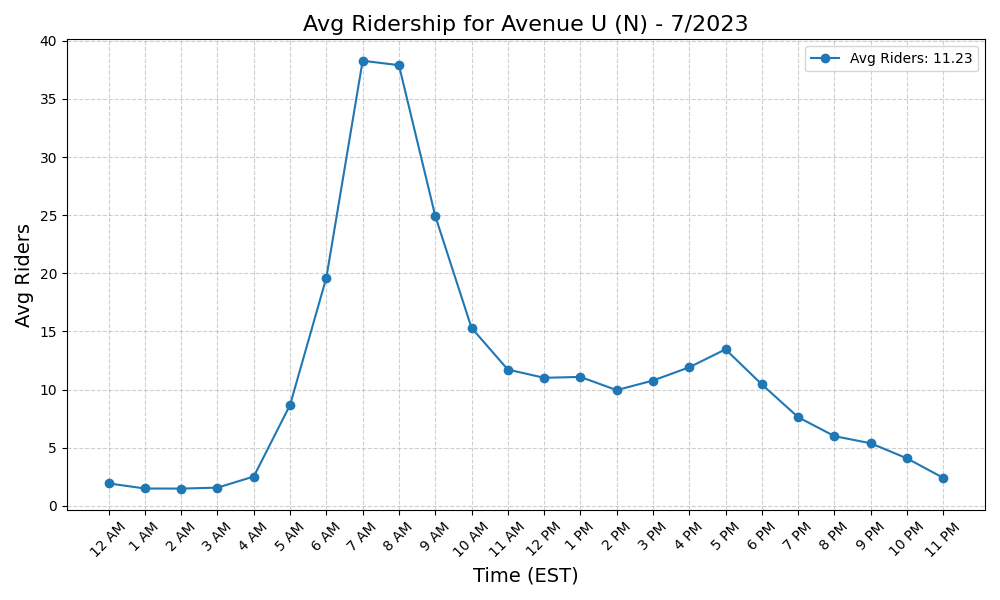 Avg Ridership for Avenue U (N) - 7/2023
Avg Riders: 11.23
Avg Riders
40
35
30
25
20
15
10
5
0
12 AM
1 AM
2 AM
3 AM
4 AM
5 AM
6 AM
7 AM
8 AM
9 AM
10 AM
11 AM
12 PM
1 PM
2 PM
3 PM
4 PM
5 PM
6 PM
7 PM
8 PM
9 PM
10 PM
11 PM
Time (EST)